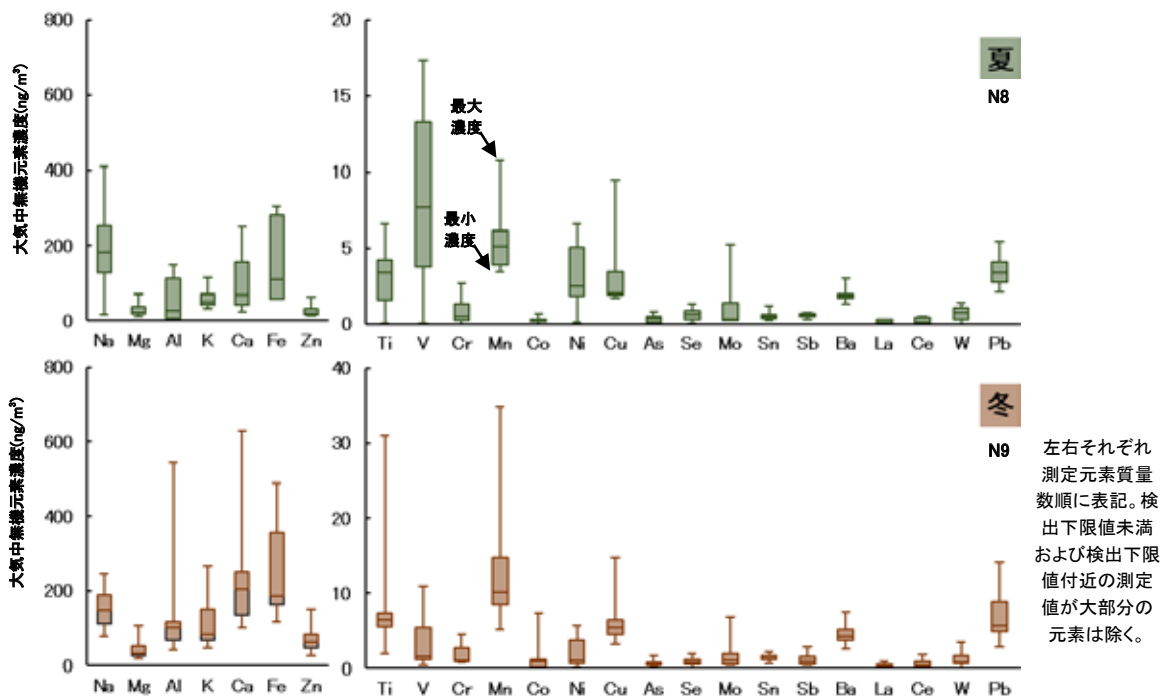 大気中無機元素濃度(ng/m³)
800
600
400
200
0
Na Mg Al K Ca Fe Zn
20
15
10
5
0
最大
濃度
最小
濃度
Ti V Cr Mn Co Ni Cu As Se Mo Sn Sb Ba La Ce W Pb
夏
N8
大気中無機元素濃度(ng/m³)
800
600
400
200
0
Na Mg Al K Ca Fe Zn
40
30
20
10
0
Ti V Cr Mn Co Ni Cu As Se Mo Sn Sb Ba La Ce W Pb
冬
N9
左右それぞれ
測定元素質量
数順に表記。検
出下限値未満
および検出下限
値付近の測定
値が大部分の
元素は除く。